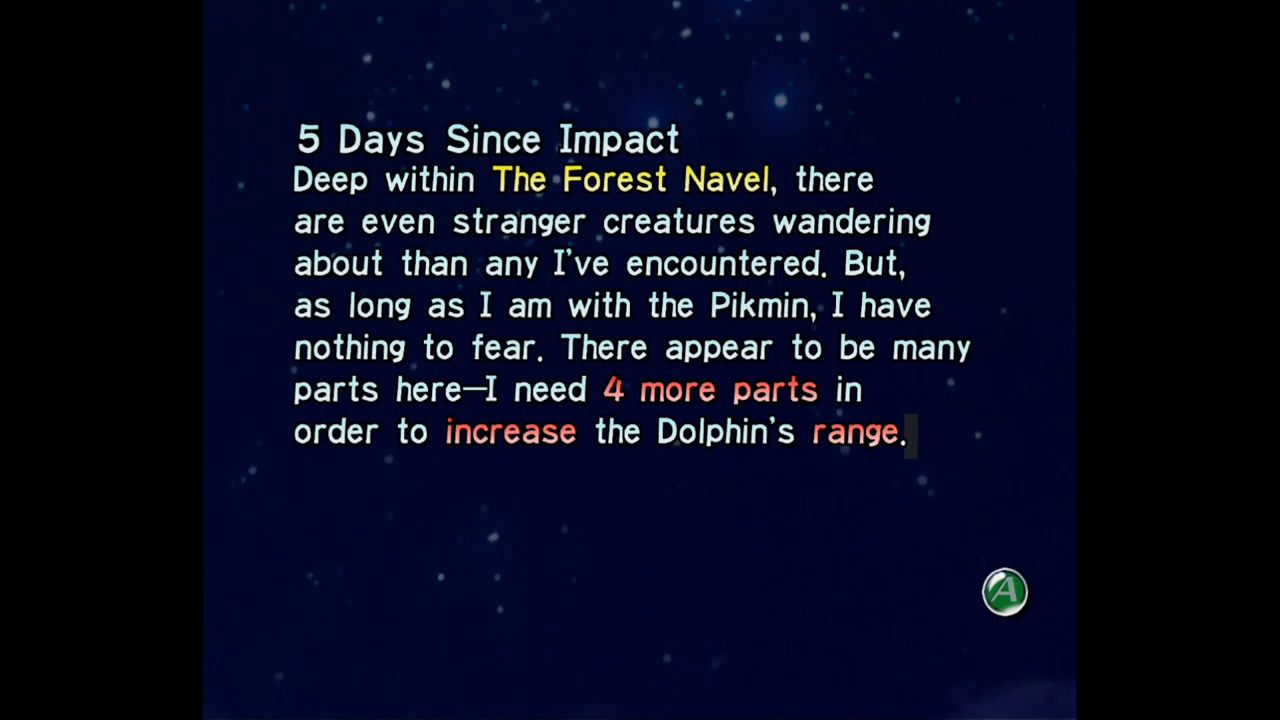 5 Days Since Impact
Deep within The Forest Navel, there
are even stranger creatures wandering
about than any I've encountered. But,
as long as I am with the Pikmin, I have
nothing to fear. There appear to be many
parts here—I need 4 more parts in
order to increase the Dolphin's range.
A